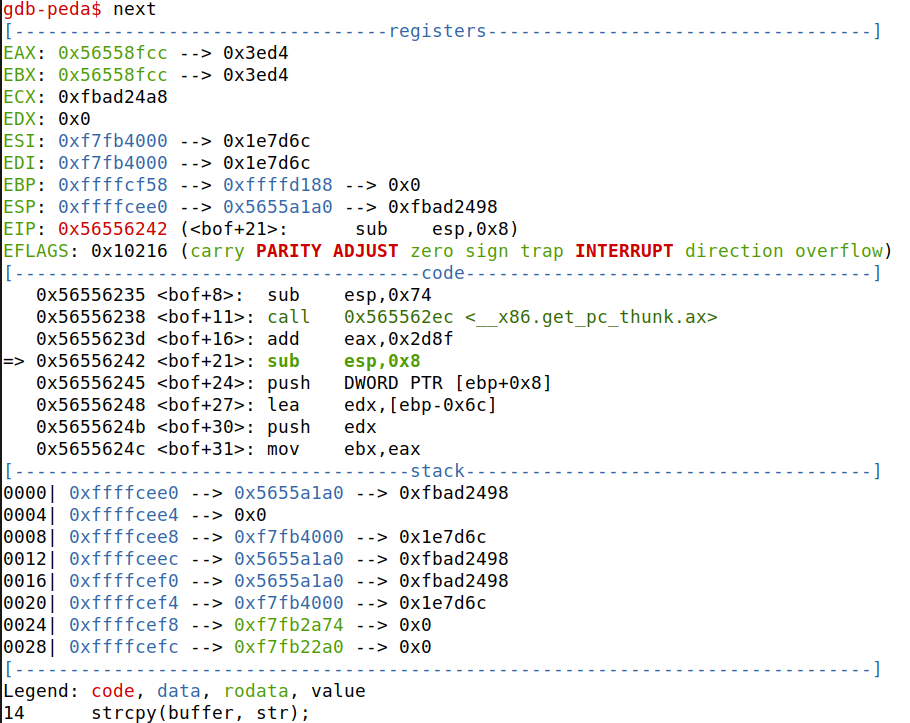 gdb-peda$ next
[----------------------------------registers-----------------------------------]
EAX: 0x56558fcc --> 0x3ed4
EBX: 0x56558fcc --> 0x3ed4
ECX: 0xfbad24a8
EDX: 0x0
ESI: 0xf7fb4000 --> 0x1e7d6c
EDI: 0xf7fb4000 --> 0x1e7d6c
EBP: 0xffffcf58 --> 0xffffd188 --> 0x0
ESP: 0xffffcee0 --> 0x5655a1a0 --> 0xfbad2498
EIP: 0x56556242 (<bof+21>:      sub    esp,0x8)
EFLAGS: 0x10216 (carry PARITY ADJUST zero sign trap INTERRUPT direction overflow)
[-------------------------------------code-------------------------------------]
   0x56556235 <bof+8>:  sub    esp,0x74
   0x56556238 <bof+11>: call   0x565562ec <__x86.get_pc_thunk.ax>
   0x5655623d <bof+16>: add    eax,0x2d8f
=> 0x56556242 <bof+21>: sub    esp,0x8
   0x56556245 <bof+24>: push   DWORD PTR [ebp+0x8]
   0x56556248 <bof+27>: lea    edx,[ebp-0x6c]
   0x5655624b <bof+30>: push   edx
   0x5655624c <bof+31>: mov    ebx,eax
[------------------------------------stack-------------------------------------]
0000| 0xffffcee0 --> 0x5655a1a0 --> 0xfbad2498
0004| 0xffffcee4 --> 0x0
0008| 0xffffcee8 --> 0xf7fb4000 --> 0x1e7d6c
0012| 0xffffceec --> 0x5655a1a0 --> 0xfbad2498
0016| 0xffffcef0 --> 0x5655a1a0 --> 0xfbad2498
0020| 0xffffcef4 --> 0xf7fb4000 --> 0x1e7d6c
0024| 0xffffcef8 --> 0xf7fb2a74 --> 0x0
0028| 0xffffcefc --> 0xf7fb22a0 --> 0x0
[------------------------------------------------------------------------------]
Legend: code, data, rodata, value
14      strcpy(buffer, str);